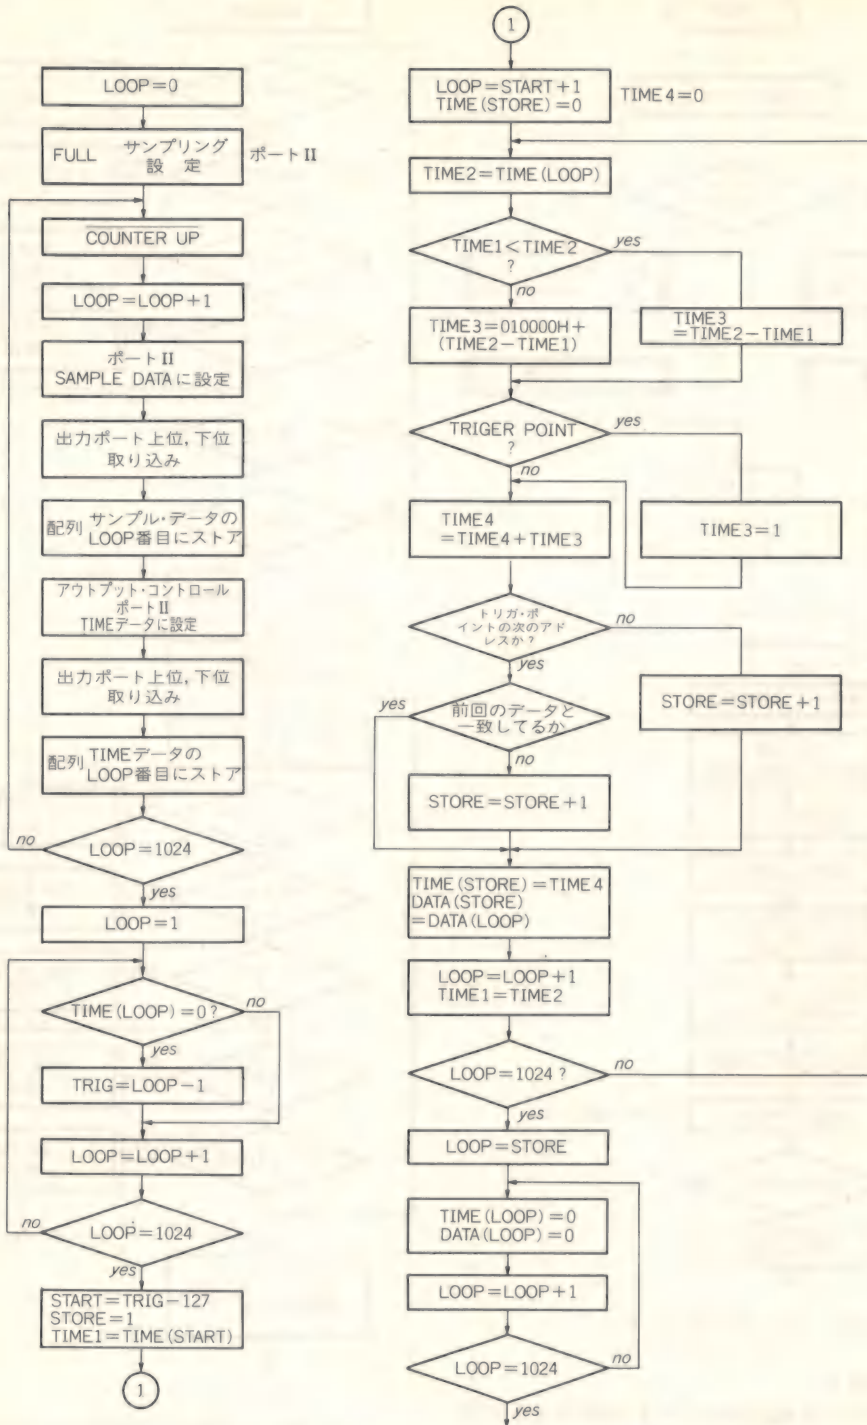 LOOP=0
FULL サンプリング
設 定
ポートII
COUNTER UP
LOOP=LOOP+1
ポートII
SAMPLE DATAに設定
出力ポート上位,下位
取り込み
配列 サンプル・データの
LOOP番目にストア
アウトプット・コントロール
ポートII
TIMEデータに設定
出力ポート上位,下位
取り込み
配列 TIMEデータの
LOOP番目にストア
no
LOOP=1024
yes
LOOP=1
TIME(LOOP)=0?
no
yes
TRIG=LOOP−1
LOOP=LOOP+1
no
LOOP=1024
yes
START=TRIG−127
STORE=1
TIME1=TIME(START)
1
1
LOOP=START+1
TIME(STORE)=0
TIME4=0
TIME2=TIME(LOOP)
TIME1<TIME2
?
yes
no
TIME3=010000H+
(TIME2−TIME1)
TIME3
=TIME2−TIME1
TRIGER POINT
?
yes
no
TIME4
=TIME4+TIME3
TIME3=1
トリガ・ポ
イントの次のアド
レスか?
no
yes
yes
前回のデータと
一致してるか
no
STORE=STORE+1
STORE=STORE+1
TIME(STORE)=TIME4
DATA(STORE)
=DATA(LOOP)
LOOP=LOOP+1
TIME1=TIME2
LOOP=1024?
no
yes
LOOP=STORE
TIME(LOOP)=0
DATA(LOOP)=0
LOOP=LOOP+1
LOOP=1024
no
yes